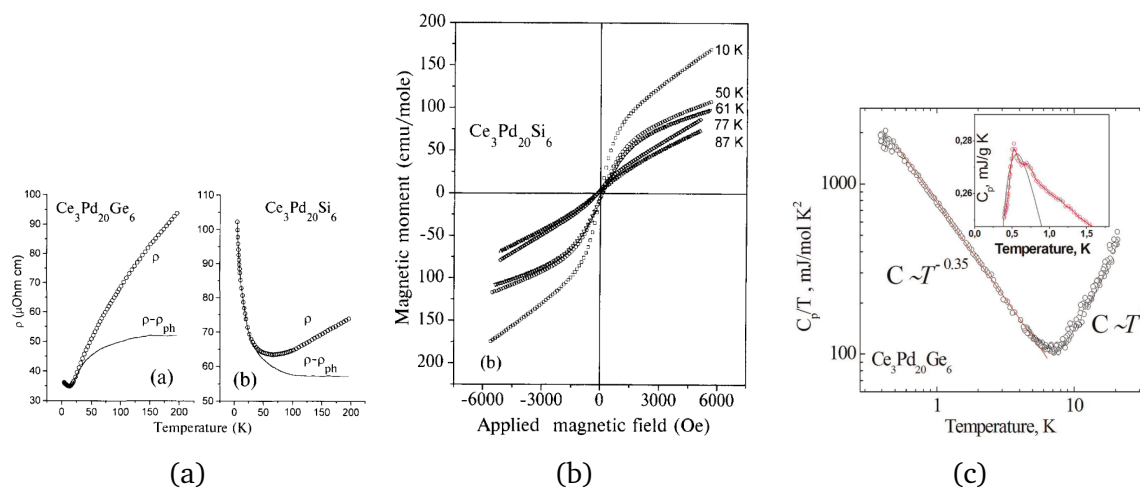 Ce₃Pd₂₀Ge₆
ρ
ρ-ρph
(a)
ρ (μOhm cm)
100
90
80
70
60
50
40
30
0 50 100 150 200
Ce₃Pd₂₀Si₆
ρ
ρ-ρph
(b)
110
100
90
80
70
60
50
0 50 100 150 200
Temperature (K)
(a)
Magnetic moment (emu/mole)
200
150
100
50
0
-50
100
150
200
Ce₃Pd₂₀Si₆
10 K
50 K
61 K
77 K
87 K
(b)
-6000 -3000 0 3000 6000
Applied magnetic field (Oe)
(b)
Cp/T , mJ/mol K²
1000
100
Cp, mJ/g K
0,28
0,26
0,0 0,5 1,0 1,5
Temperature, K
C ~T⁻⁰·³⁵
C ~T
Ce₃Pd₂₀Ge₆
1 10
Temperature, K
(c)